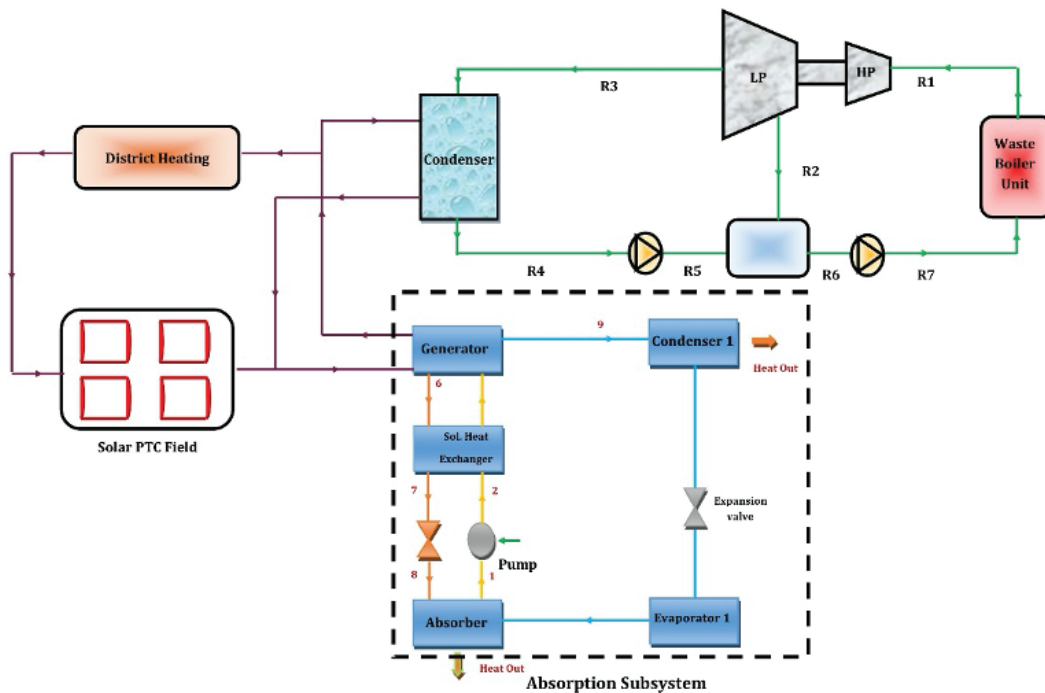 LP
HP
R3
R1
District Heating
Condenser
Waste
Boiler
Unit
R2
R4
R5
R6
R7
Solar PTC Field
Generator
9
Condenser 1
Heat Out
6
Sol. Heat
Exchanger
7
2
Expansion
valve
Pump
8
1
Absorber
Evaporator 1
Heat Out
Absorption Subsystem